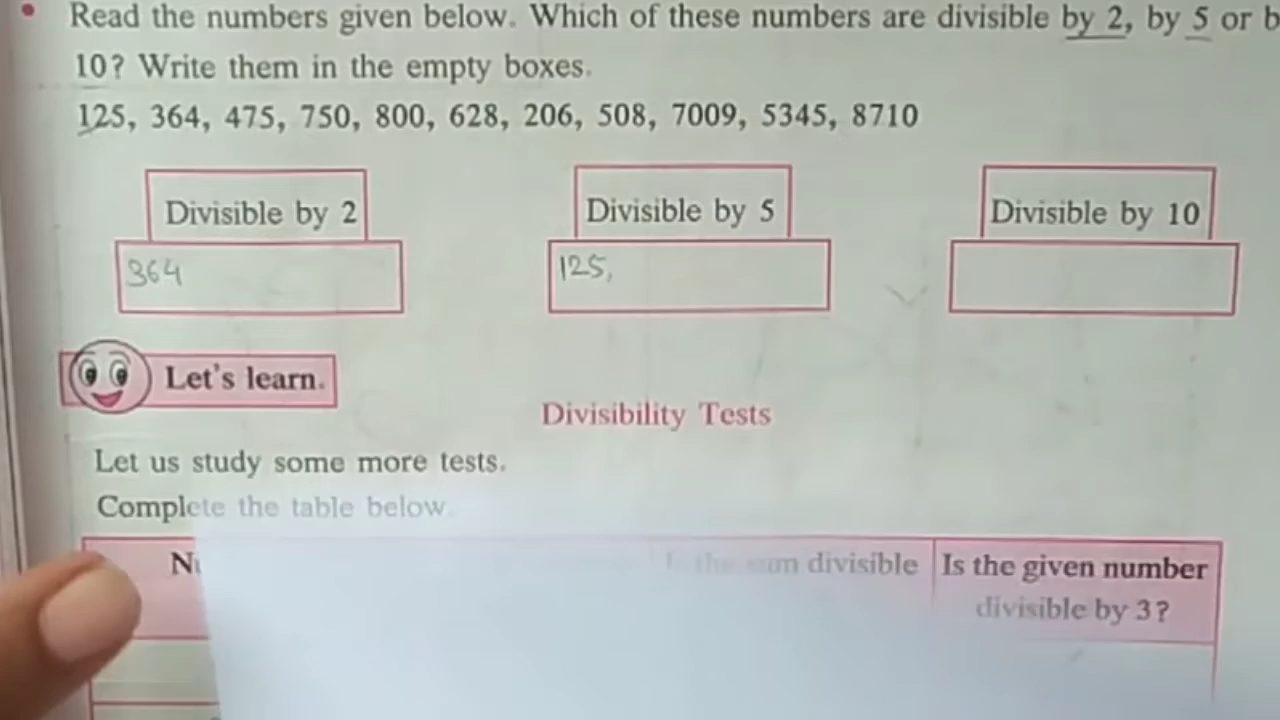 Read the numbers given below. Which of these numbers are divisible by 2, by 5 or b
10? Write them in the empty boxes.
125, 364, 475, 750, 800, 628, 206, 508, 7009, 5345, 8710
Divisible by 2
Divisible by 5
Divisible by 10
364
125,
Let's learn.
Divisibility Tests
Let us study some more tests.
Complete the table below.
the sum divisible
Is the given number
divisible by 3?